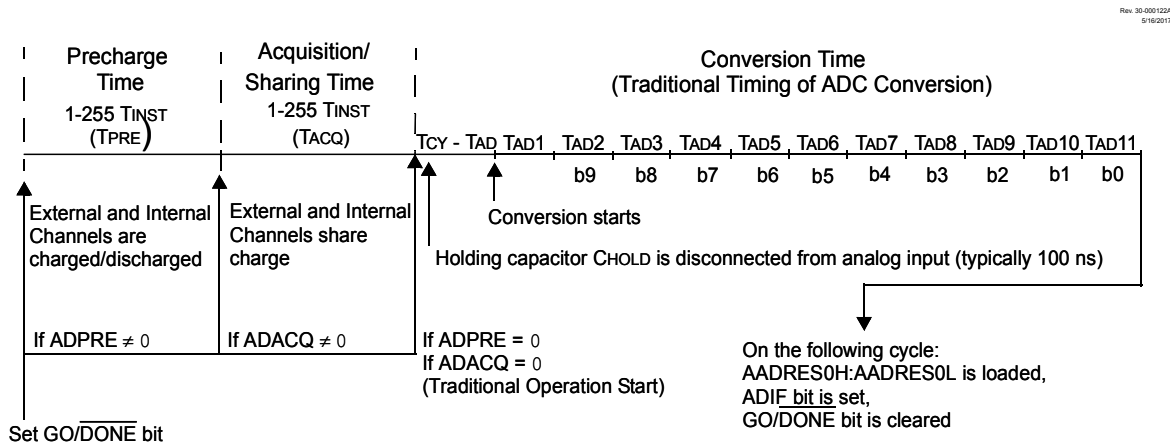 Rev. 30-000122A
5/16/2017
Precharge
Time
1-255 TINST
(TPRE)
Acquisition/
Sharing Time
1-255 TINST
(TACQ)
Conversion Time
(Traditional Timing of ADC Conversion)
TCY - TAD TAD1 TAD2 TAD3 TAD4 TAD5 TAD6 TAD7 TAD8 TAD9 TAD10 TAD11
b9 b8 b7 b6 b5 b4 b3 b2 b1 b0
External and Internal
Channels are
charged/discharged
External and Internal
Channels share
charge
Conversion starts
Holding capacitor CHOLD is disconnected from analog input (typically 100 ns)
If ADPRE ≠ 0
If ADACQ ≠ 0
If ADPRE = 0
If ADACQ = 0
(Traditional Operation Start)
On the following cycle:
AADRES0H:AADRES0L is loaded,
ADIF bit is set,
GO/DONE bit is cleared
Set GO/DONE bit